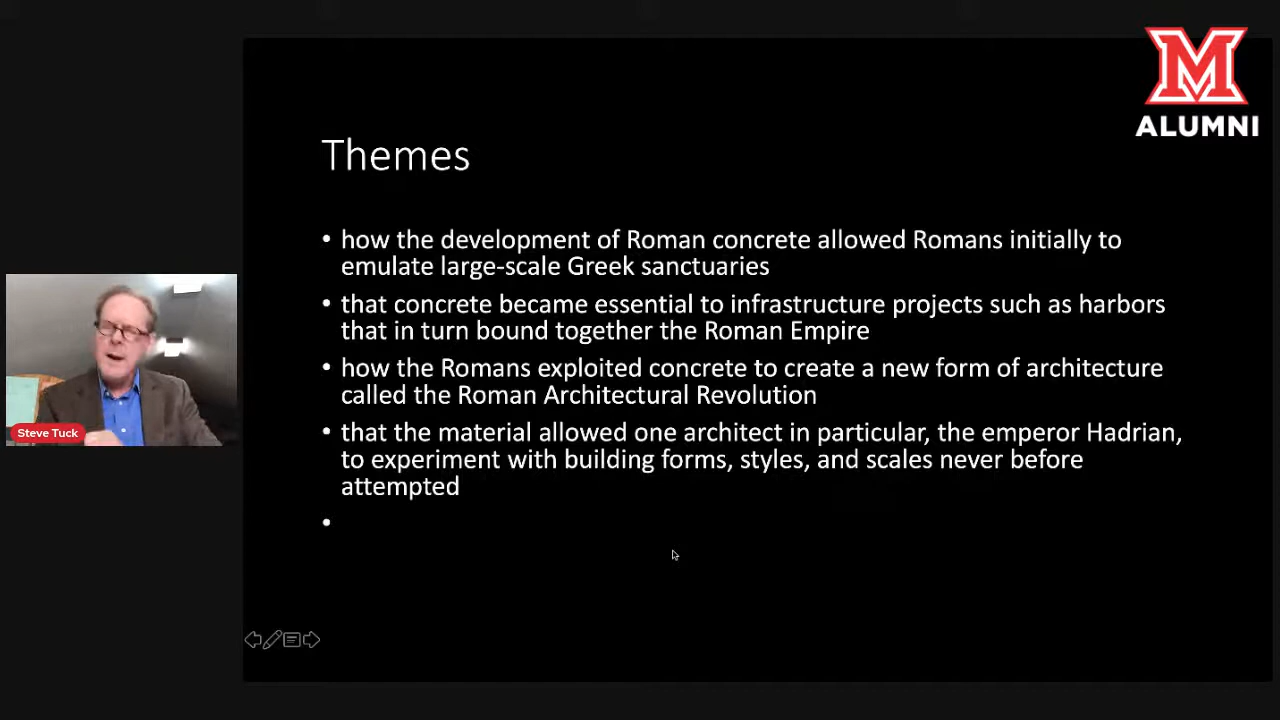 M
ALUMNI
Themes
• how the development of Roman concrete allowed Romans initially to
emulate large-scale Greek sanctuaries
• that concrete became essential to infrastructure projects such as harbors
that in turn bound together the Roman Empire
• how the Romans exploited concrete to create a new form of architecture
called the Roman Architectural Revolution
• that the material allowed one architect in particular, the emperor Hadrian,
to experiment with building forms, styles, and scales never before
attempted
•
Steve Tuck